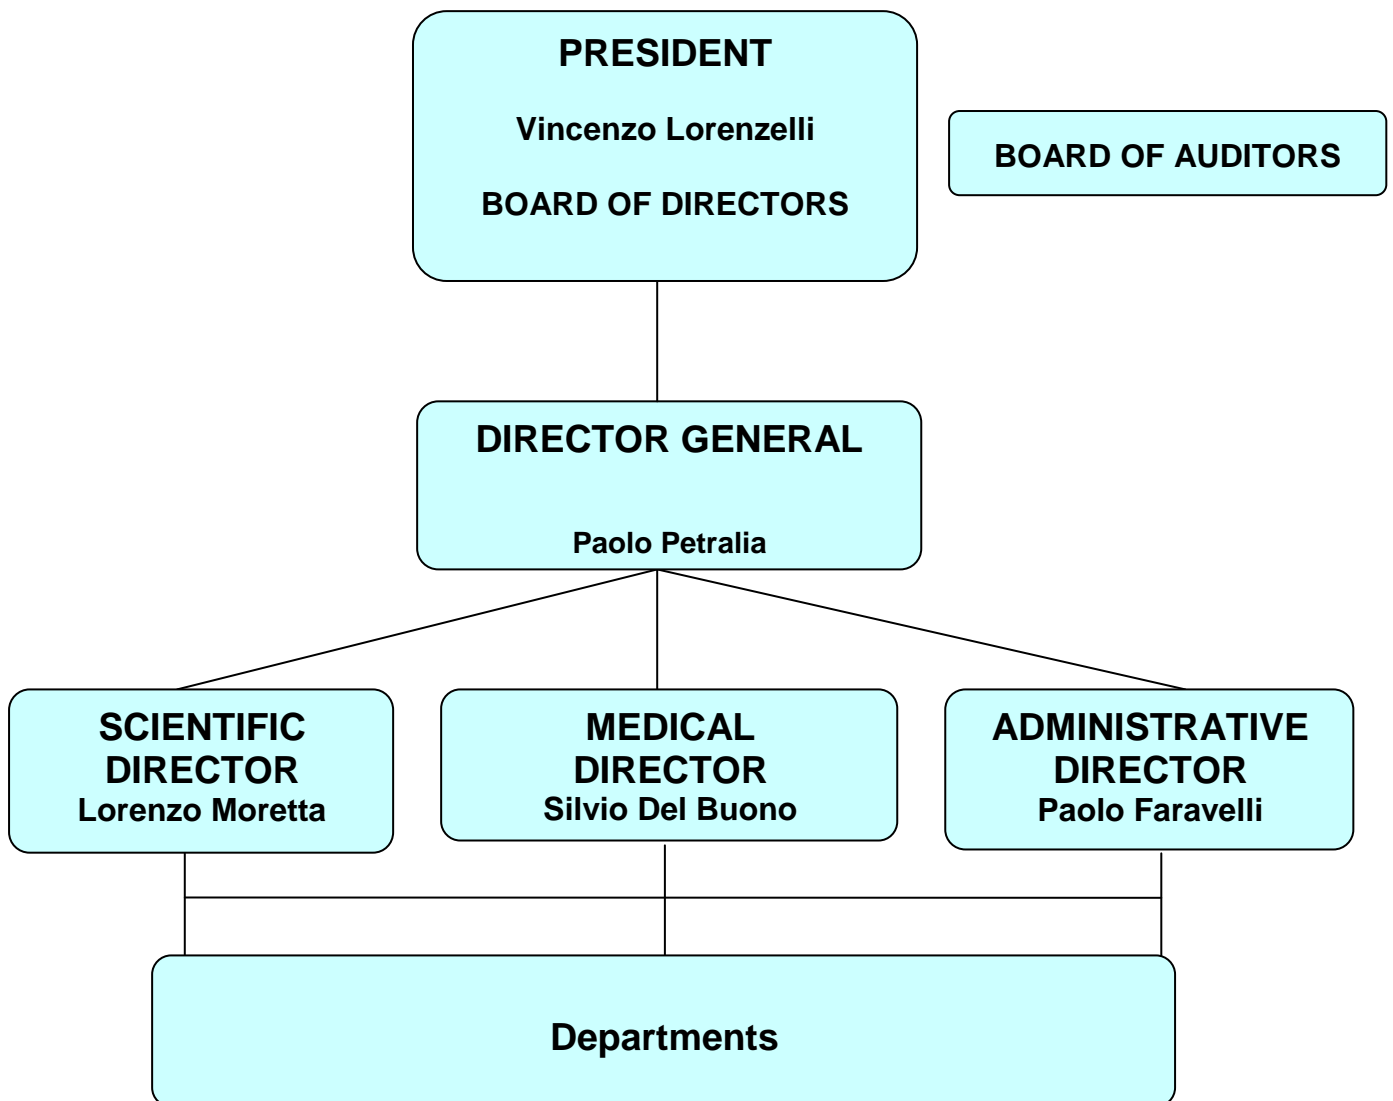 PRESIDENT
Vincenzo Lorenzelli
BOARD OF DIRECTORS
BOARD OF AUDITORS
DIRECTOR GENERAL
Paolo Petralia
SCIENTIFIC
DIRECTOR
Lorenzo Moretta
MEDICAL
DIRECTOR
Silvio Del Buono
ADMINISTRATIVE
DIRECTOR
Paolo Faravelli
Departments